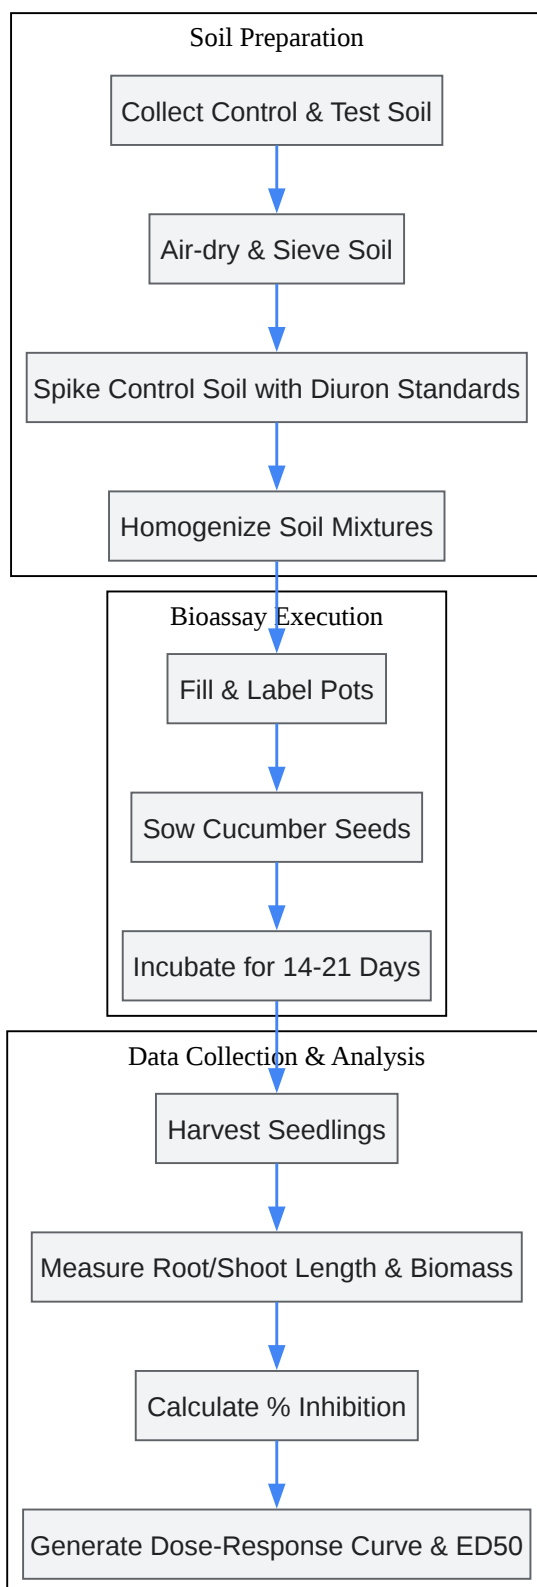 Soil Preparation
Collect Control & Test Soil
Air-dry & Sieve Soil
Spike Control Soil with Diuron Standards
Homogenize Soil Mixtures
Bioassay Execution
Fill & Label Pots
Sow Cucumber Seeds
Incubate for 14-21 Days
Data Collection & Analysis
Harvest Seedlings
Measure Root/Shoot Length & Biomass
Calculate % Inhibition
Generate Dose-Response Curve & ED50